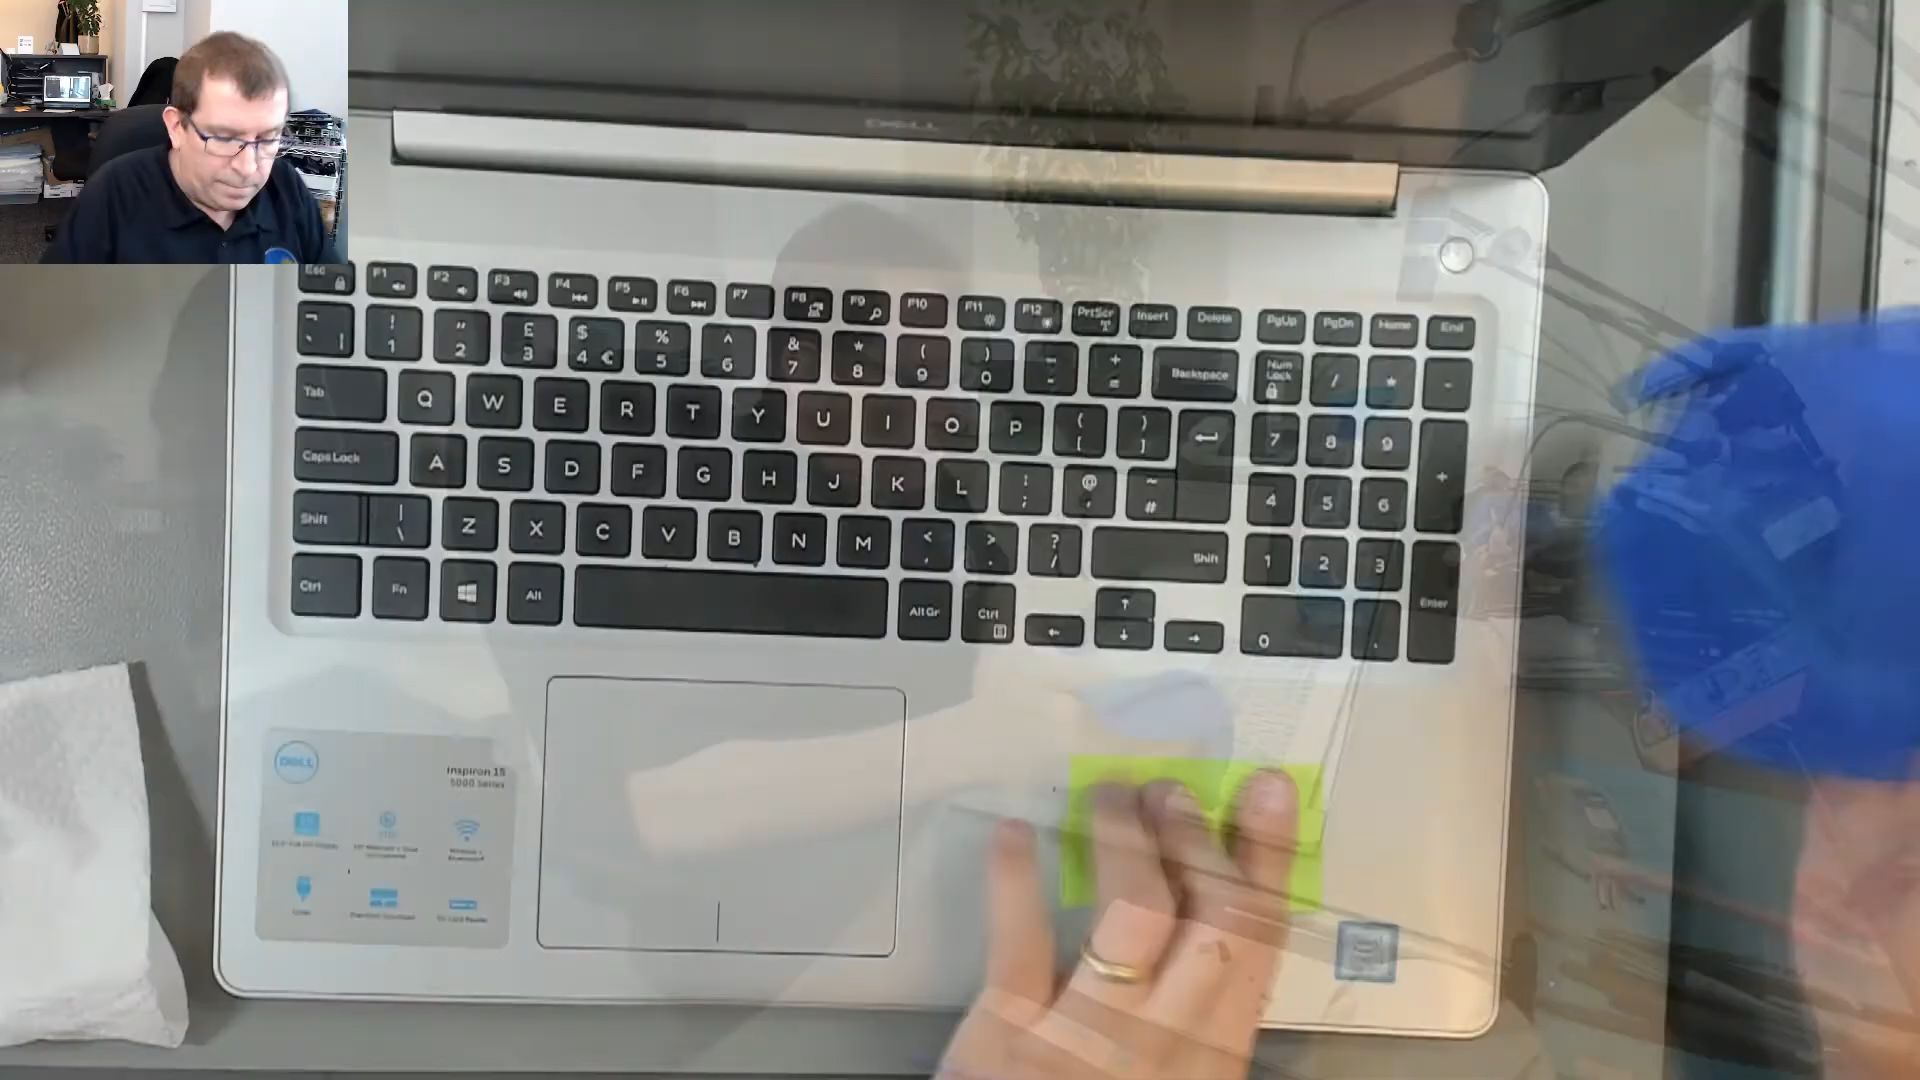 DELL
Esc F1 F2 F3 F4 F5 F6 F7 F8 F9 F10 F11 F12 PrtScr Insert Delete PgUp PgDn Home End
¬ ` | ! 1 " 2 £ 3 $ 4 € % 5 ^ 6 & 7 * 8 ( 9 ) 0 _ - + = Backspace Num Lock / * -
Tab Q W E R T Y U I O P { [ } ] 7 8 9 +
Caps Lock A S D F G H J K L : ; @ ' ~ # 4 5 6
Shift | \ Z X C V B N M < , > . ? / Shift 1 2 3 Enter
Ctrl Fn Alt Alt Gr Ctrl ← ↑ ↓ → 0 .
DELL
Inspiron 15
5000 Series